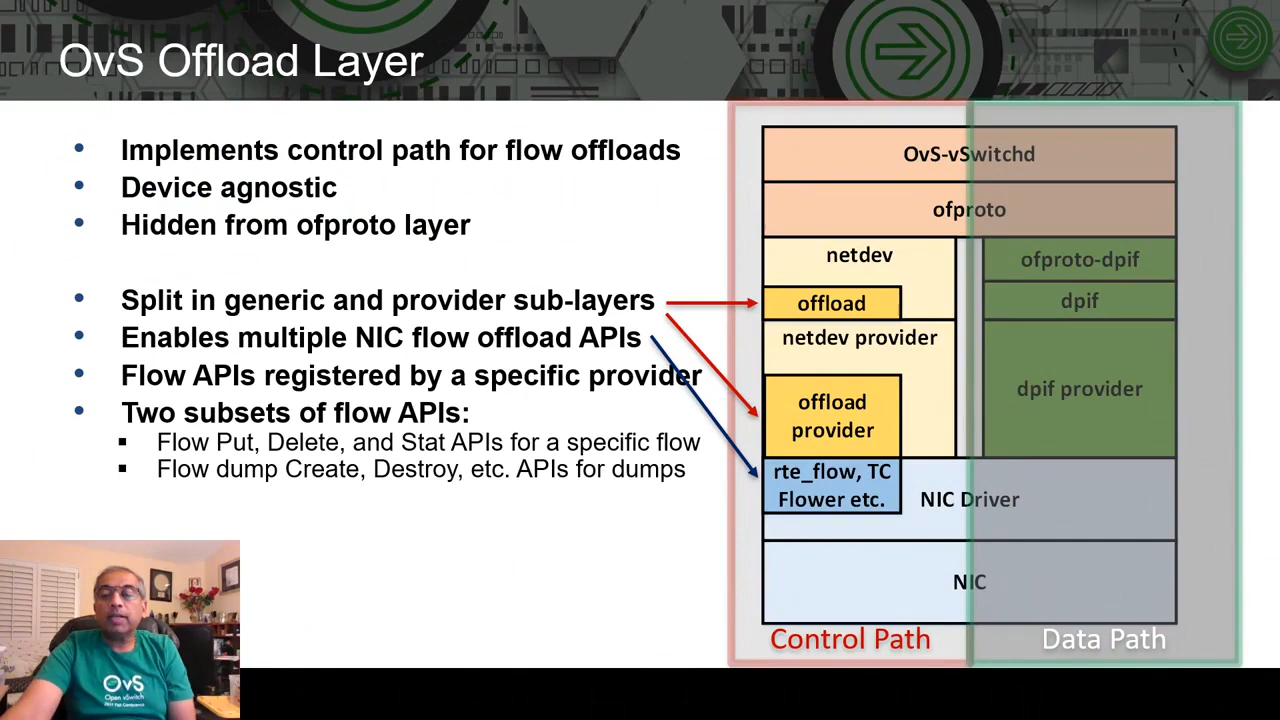 OvS Offload Layer
Implements control path for flow offloads
Device agnostic
Hidden from ofproto layer
Split in generic and provider sub-layers
Enables multiple NIC flow offload APIs
Flow APIs registered by a specific provider
Two subsets of flow APIs:
Flow Put, Delete, and Stat APIs for a specific flow
Flow dump Create, Destroy, etc. APIs for dumps
OvS-vSwitchd
ofproto
netdev
offload
netdev provider
offload
provider
rte_flow, TC
Flower etc.
ofproto-dpif
dpif
dpif provider
NIC Driver
NIC
Control Path
Data Path
OvS
Open vSwitch